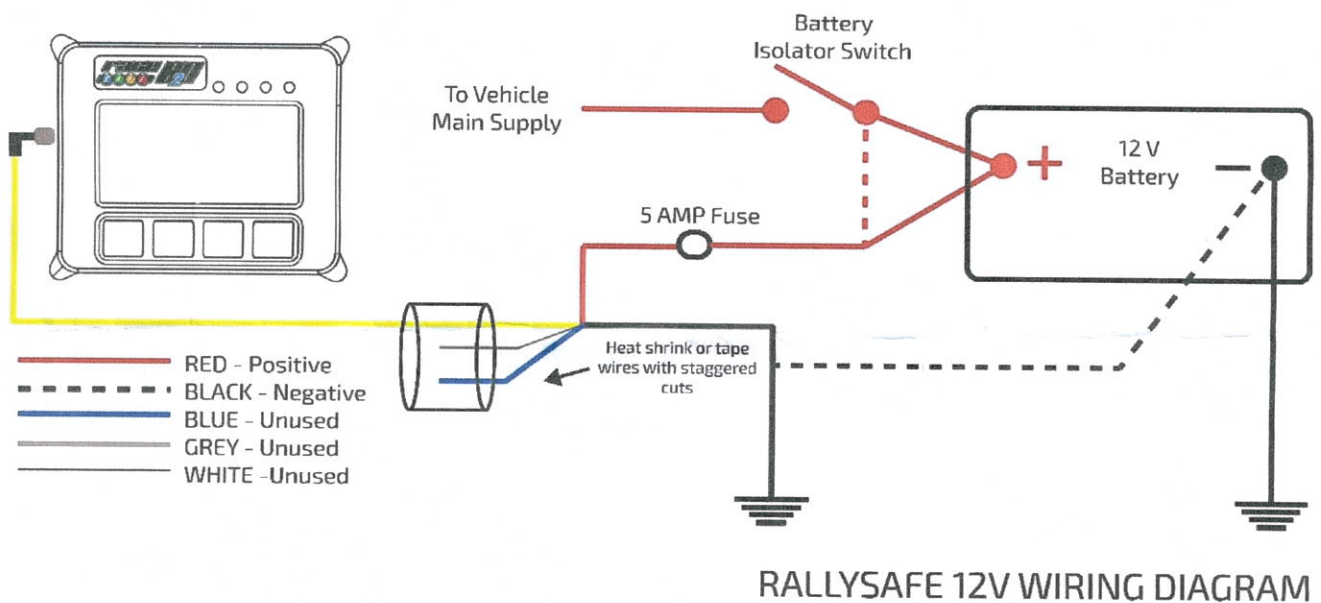 Battery
Isolator Switch
To Vehicle
Main Supply
12 V
Battery
+
−
5 AMP Fuse
Heat shrink or tape
wires with staggered
cuts
RED - Positive
BLACK - Negative
BLUE - Unused
GREY - Unused
WHITE -Unused
RALLYSAFE 12V WIRING DIAGRAM